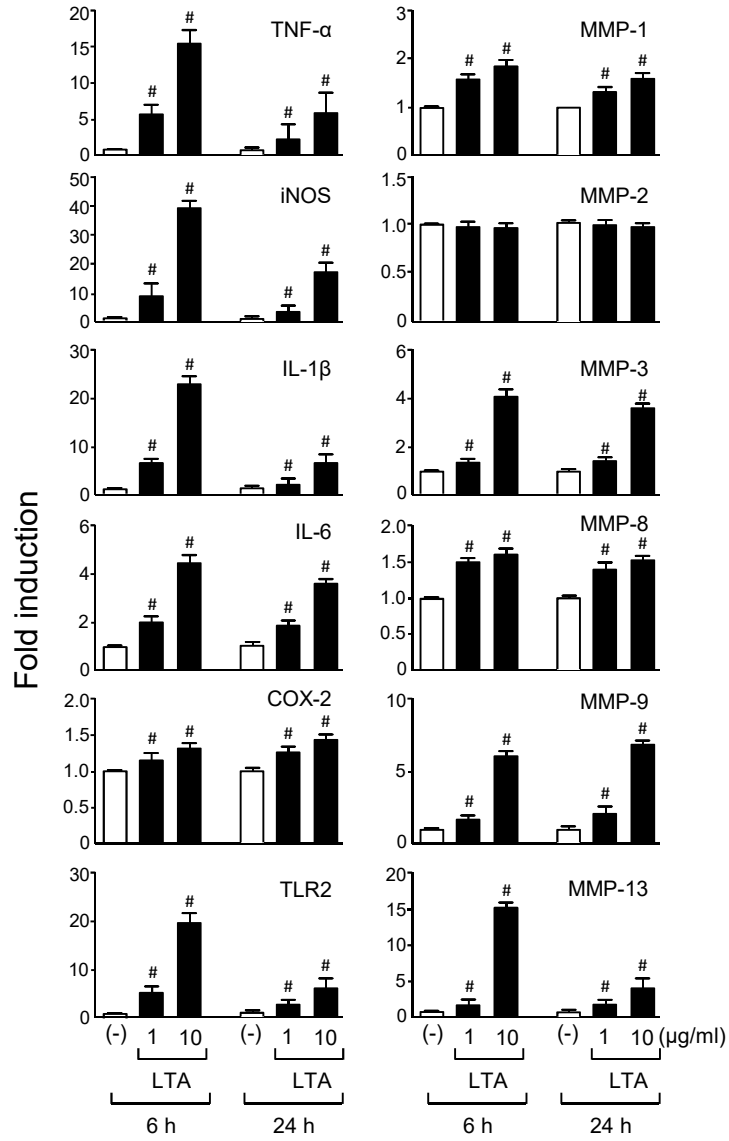 Fold induction
TNF-α
20
15
10
5
0
# # # #
MMP-1
3
2
1
0
# # # #
iNOS
50
40
30
20
10
0
# # # #
MMP-2
1.5
1.0
0.5
0
IL-1β
30
20
10
0
# # # #
MMP-3
6
4
2
0
# # # #
IL-6
6
4
2
0
# # # #
MMP-8
2.0
1.5
1.0
0.5
0
# # # #
COX-2
2.0
1.5
1.0
0.5
0
# # # #
MMP-9
10
5
0
# # # #
TLR2
30
20
10
0
# # # #
MMP-13
20
15
10
5
0
# # # #
(-) 1 10 (-) 1 10 (-) 1 10 (-) 1 10 (μg/ml)
LTA LTA LTA LTA
6 h 24 h 6 h 24 h